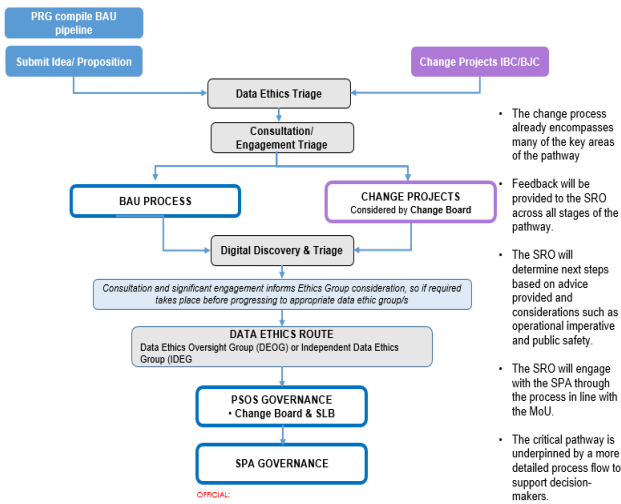 PRG compile BAU
pipeline
Submit Idea/ Proposition
Change Projects IBC/BJC
Data Ethics Triage
Consultation/
Engagement Triage
BAU PROCESS
CHANGE PROJECTS
Considered by Change Board
Digital Discovery & Triage
Consultation and significant engagement informs Ethics Group consideration, so if required
takes place before progressing to appropriate data ethic group/s
DATA ETHICS ROUTE
Data Ethics Oversight Group (DEOG) or Independent Data Ethics
Group (IDEG
PSOS GOVERNANCE
• Change Board & SLB
SPA GOVERNANCE
OFFICIAL:
• The change process
already encompasses
many of the key areas
of the pathway
• Feedback will be
provided to the SRO
across all stages of the
pathway.
• The SRO will
determine next steps
based on advice
provided and
considerations such as
operational imperative
and public safety.
• The SRO will engage
with the SPA through
the process in line with
the MoU.
• The critical pathway is
underpinned by a more
detailed process flow to
support decision-
makers.